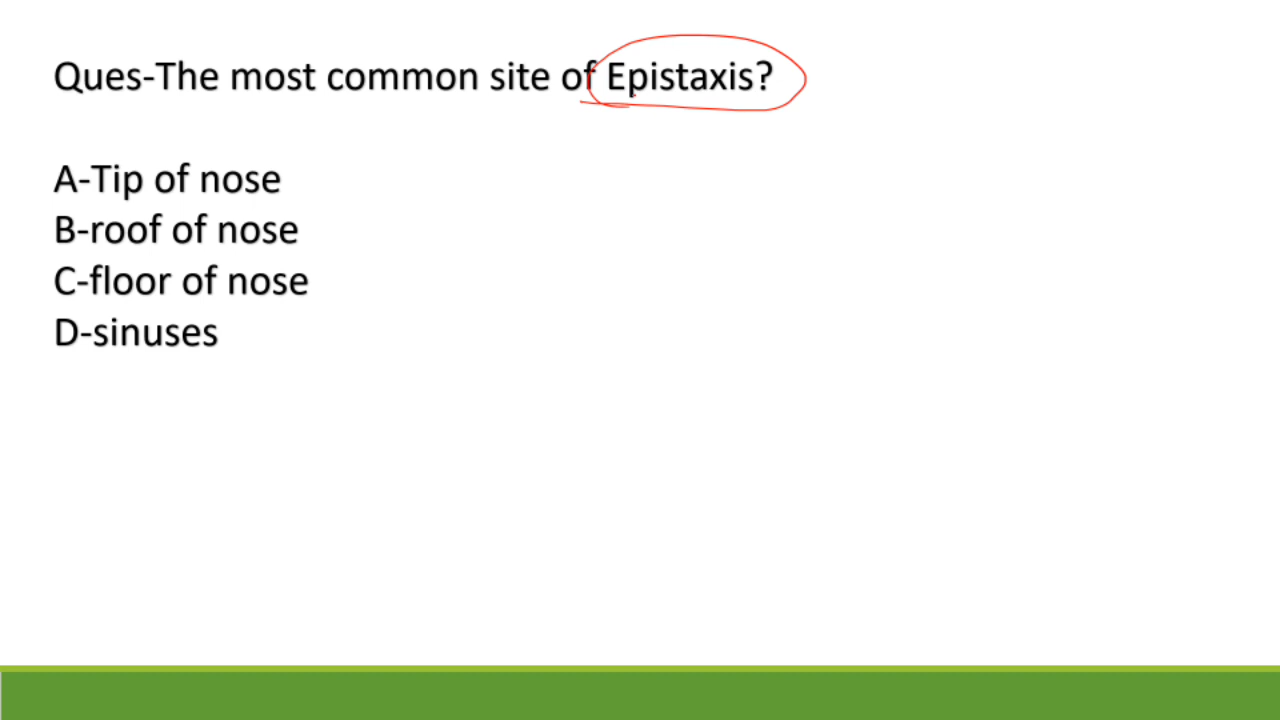 Ques-The most common site of Epistaxis?
A-Tip of nose
B-roof of nose
C-floor of nose
D-sinuses